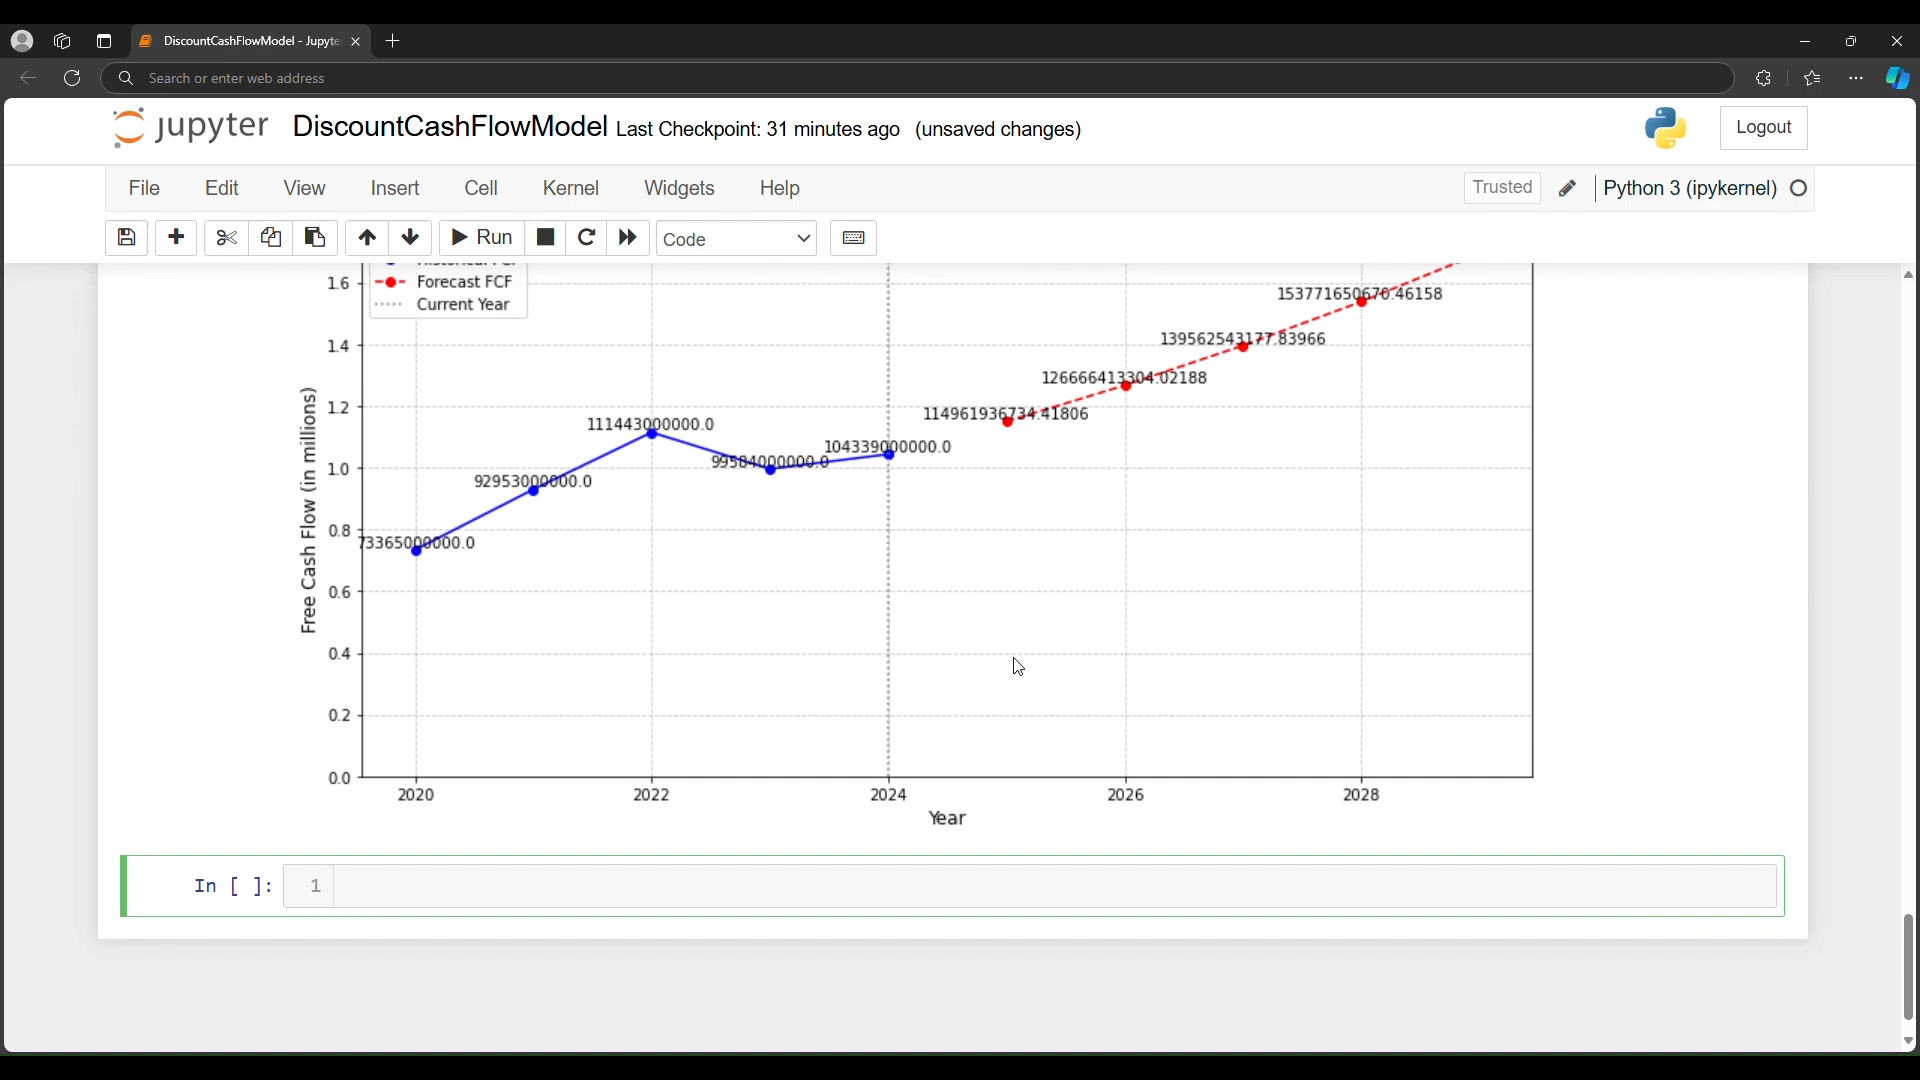 DiscountCashFlowModel - Jupyte
Search or enter web address
jupyter DiscountCashFlowModel Last Checkpoint: 31 minutes ago (unsaved changes)
Logout
File Edit View Insert Cell Kernel Widgets Help
Trusted
Python 3 (ipykernel)
Run
Code
Forecast FCF
Current Year
1.6
1.4
1.2
1.0
0.8
0.6
0.4
0.2
0.0
Free Cash Flow (in millions)
153771650670.46158
139562543177.83966
126666413304.02188
114961936734.41806
111443000000.0
104339000000.0
99584000000.0
92953000000.0
73365000000.0
2020 2022 2024 2026 2028
Year
In [ ]: 1